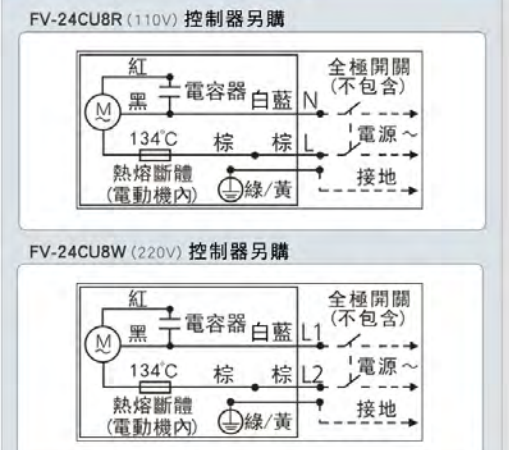 FV-24CU8R (110V) 控制器另購
紅
全極開關
(不包含)
黑
電容器
白藍 N
M
134℃
棕
棕 L
電源～
熱熔斷體
(電動機內)
綠/黃
接地
FV-24CU8W (220V) 控制器另購
紅
全極開關
(不包含)
黑
電容器
白藍 L1
M
134℃
棕
棕 L2
電源～
熱熔斷體
(電動機內)
綠/黃
接地